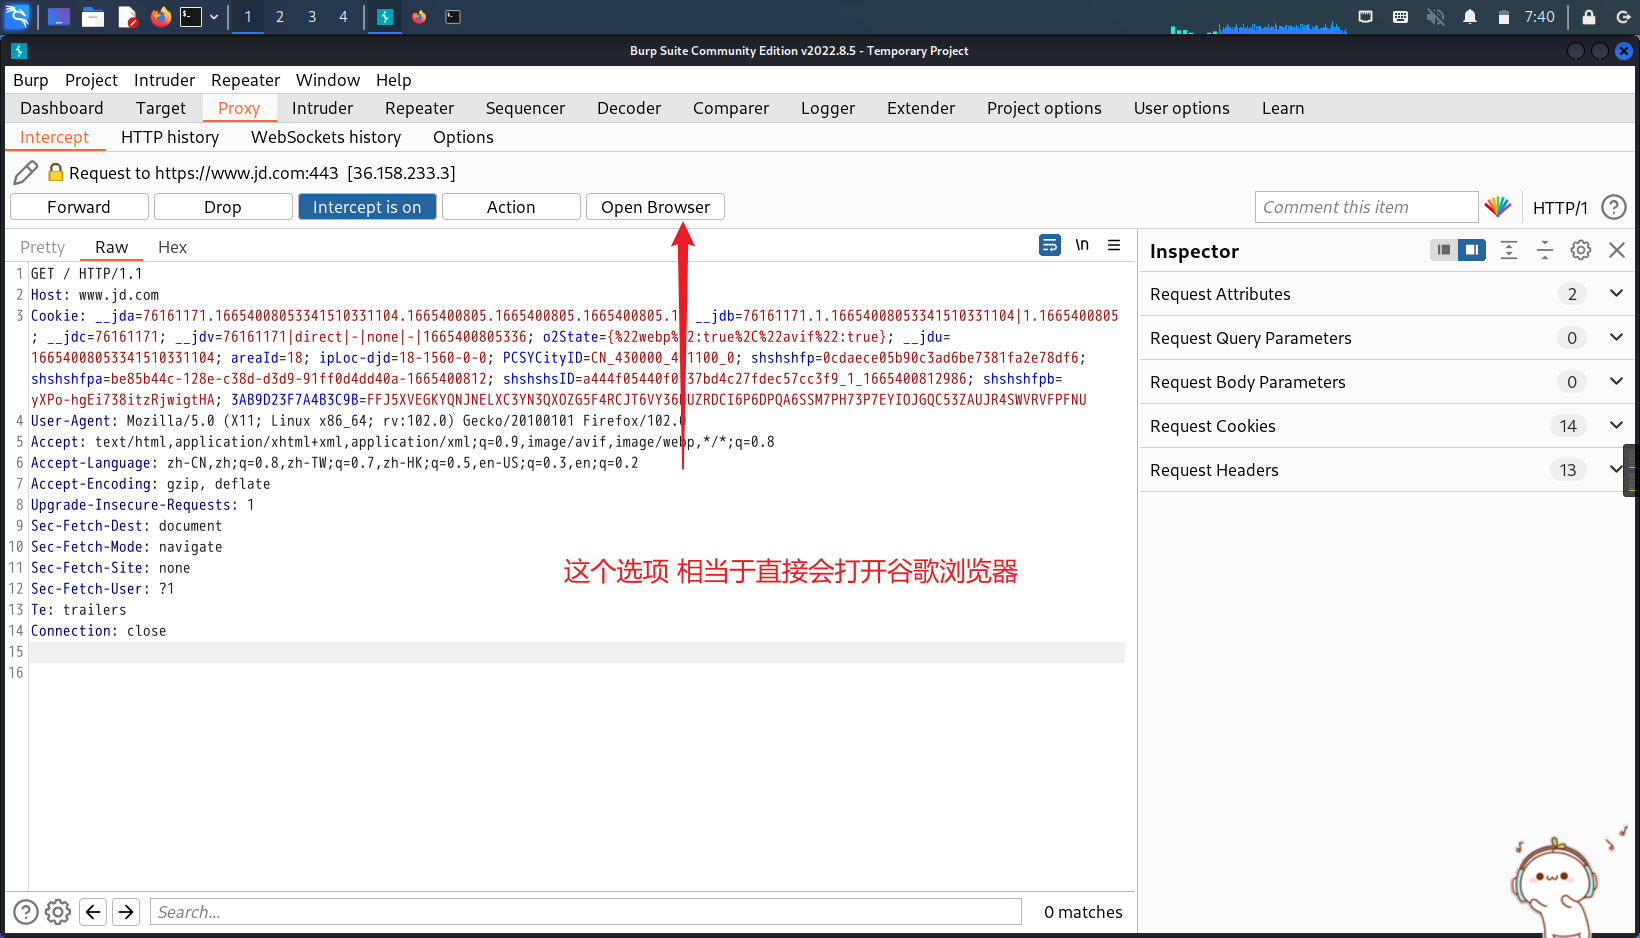 1 2 3 4 7:40
Burp Suite Community Edition v2022.8.5 - Temporary Project
Burp Project Intruder Repeater Window Help
Dashboard Target Proxy Intruder Repeater Sequencer Decoder Comparer Logger Extender Project options User options Learn
Intercept HTTP history WebSockets history Options
Request to https://www.jd.com:443 [36.158.233.3]
Forward Drop Intercept is on Action Open Browser Comment this item HTTP/1
Pretty Raw Hex \n
Inspector
1 GET / HTTP/1.1
2 Host: www.jd.com
3 Cookie: __jda=76161171.16654008053341510331104.1665400805.1665400805.1665400805.1 __jdb=76161171.1.16654008053341510331104|1.1665400805
; __jdc=76161171; __jdv=76161171|direct|-|none|-|1665400805336; o2State={%22webp% 2:true%2C%22avif%22:true}; __jdu=
16654008053341510331104; areaId=18; ipLoc-djd=18-1560-0-0; PCSYCityID=CN_430000_4 1100_0; shshshfp=0cdaece05b90c3ad6be7381fa2e78df6;
shshshfpa=be85b44c-128e-c38d-d3d9-91ff0d4dd40a-1665400812; shshshsID=a444f05440f0 37bd4c27fdec57cc3f9_1_1665400812986; shshshfpb=
yXPo-hgEi738itzRjwigtHA; 3AB9D23F7A4B3C9B=FFJ5XVEGKYQNJNELXC3YN3QXOZG5F4RCJT6VY36 UZRDCI6P6DPQA6SSM7PH73P7EYIOJGQC53ZAUJR4SWVRVFPFNU
4 User-Agent: Mozilla/5.0 (X11; Linux x86_64; rv:102.0) Gecko/20100101 Firefox/102.0
5 Accept: text/html,application/xhtml+xml,application/xml;q=0.9,image/avif,image/webp,*/*;q=0.8
6 Accept-Language: zh-CN,zh;q=0.8,zh-TW;q=0.7,zh-HK;q=0.5,en-US;q=0.3,en;q=0.2
7 Accept-Encoding: gzip, deflate
8 Upgrade-Insecure-Requests: 1
9 Sec-Fetch-Dest: document
10 Sec-Fetch-Mode: navigate
11 Sec-Fetch-Site: none
12 Sec-Fetch-User: ?1
13 Te: trailers
14 Connection: close
15
16
这个选项 相当于直接会打开谷歌浏览器
Request Attributes 2
Request Query Parameters 0
Request Body Parameters 0
Request Cookies 14
Request Headers 13
Search... 0 matches